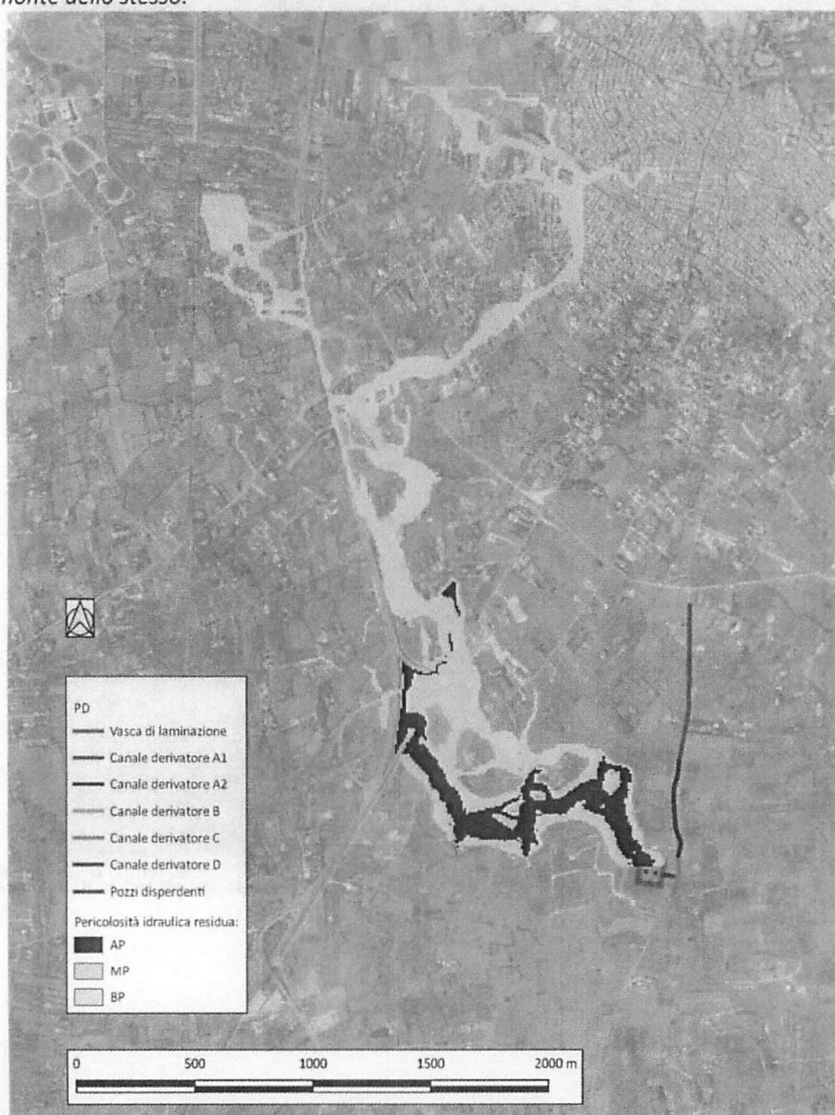 monte dello stesso.
PD
Vasca di laminazione
Canale derivatore A1
Canale derivatore A2
Canale derivatore B
Canale derivatore C
Canale derivatore D
Pozzi disperdenti
Pericolosità idraulica residua:
AP
MP
BP
0 500 1000 1500 2000 m